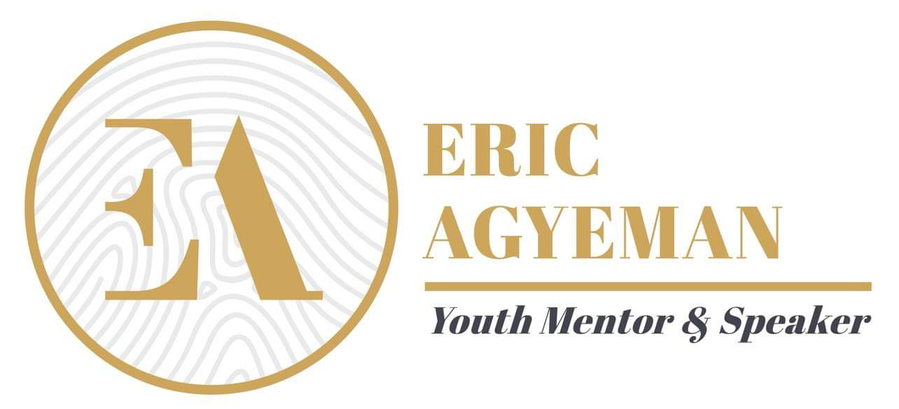 EA
ERIC
AGYEMAN
Youth Mentor & Speaker